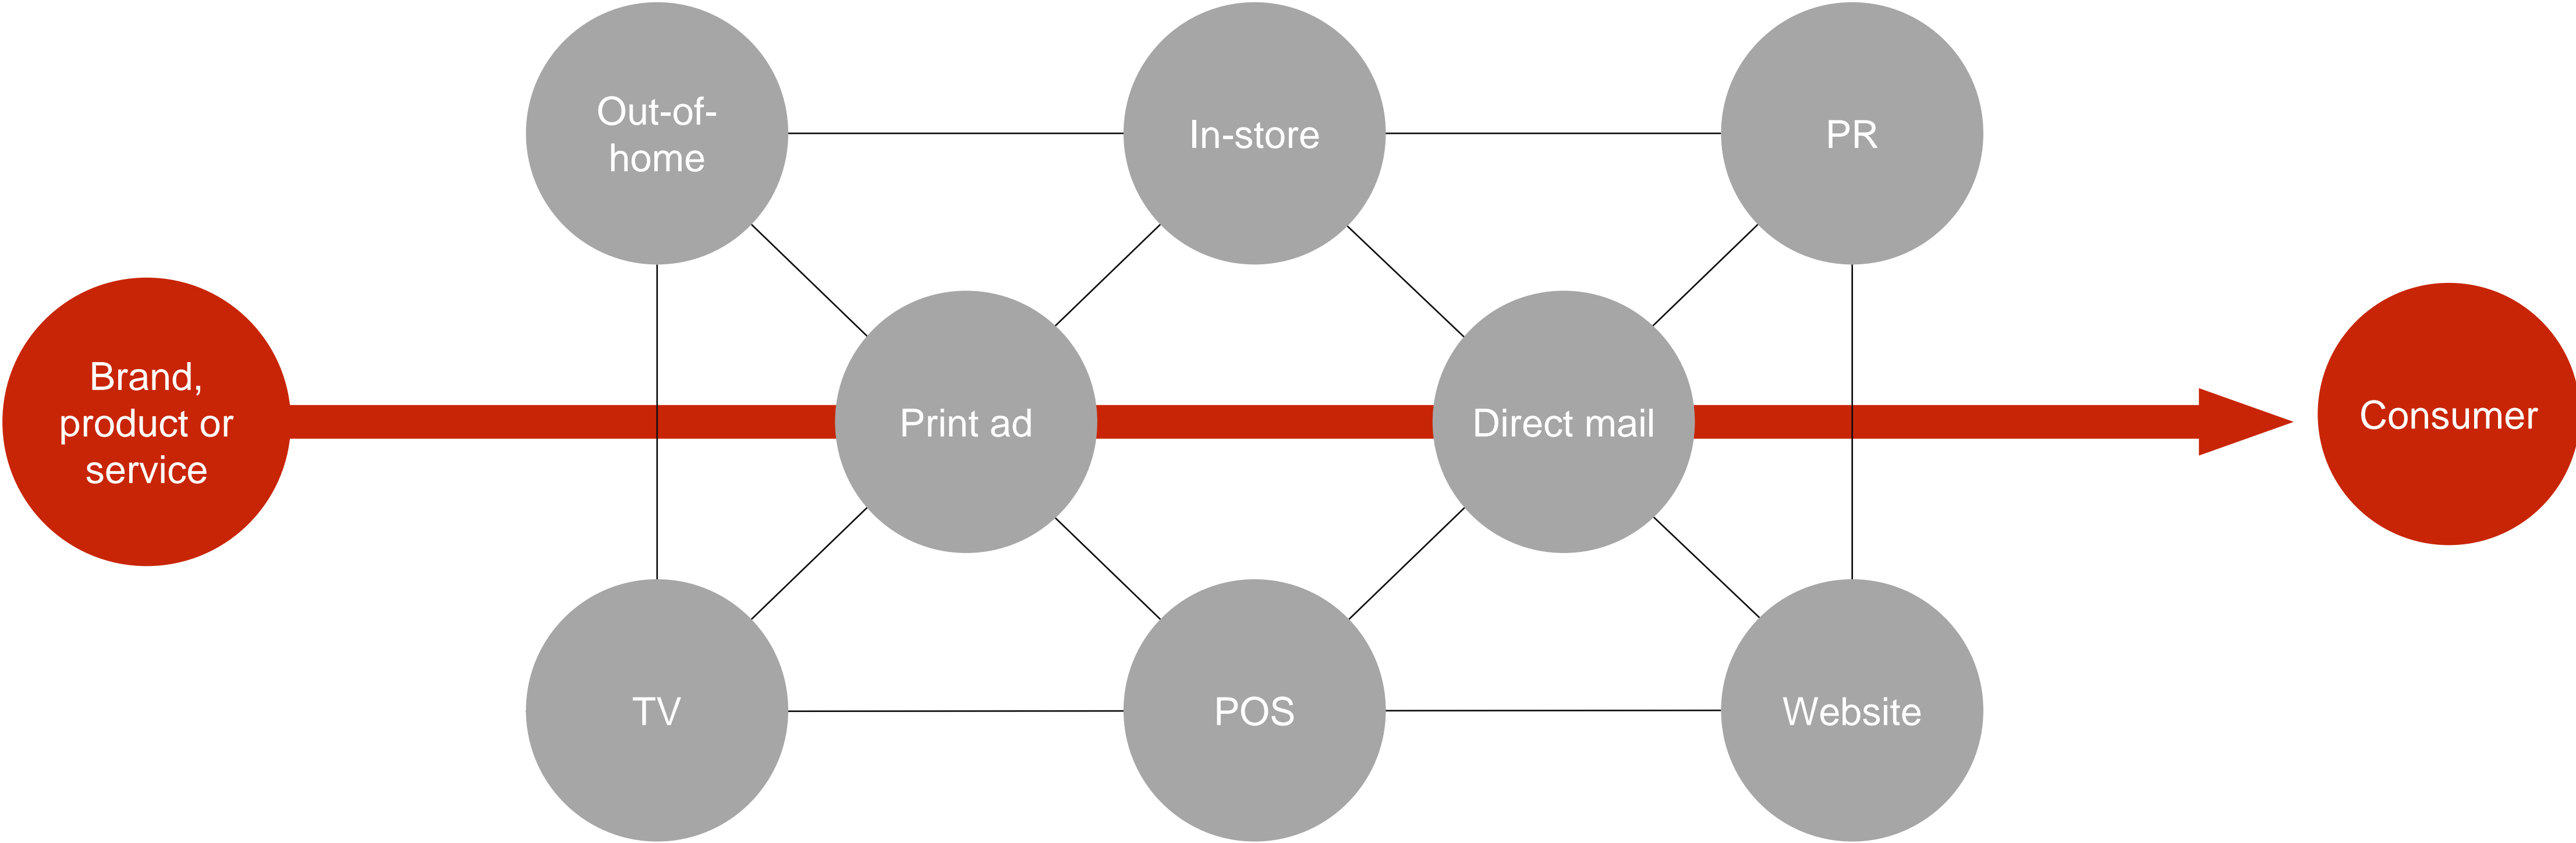 Out-of-
home
In-store
PR
Brand,
product or
service
Print ad
Direct mail
Consumer
TV
POS
Website